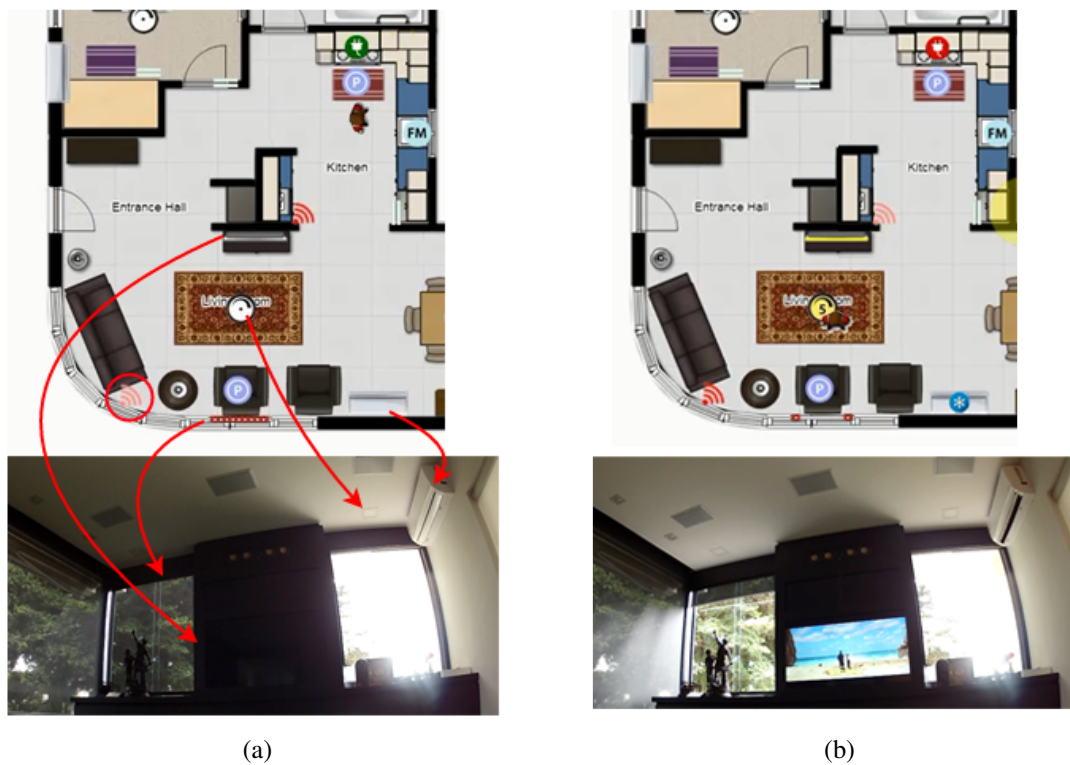 P
FM
Kitchen
Entrance Hall
Living Room
P
(a)
P
FM
Kitchen
Entrance Hall
S
P
(b)